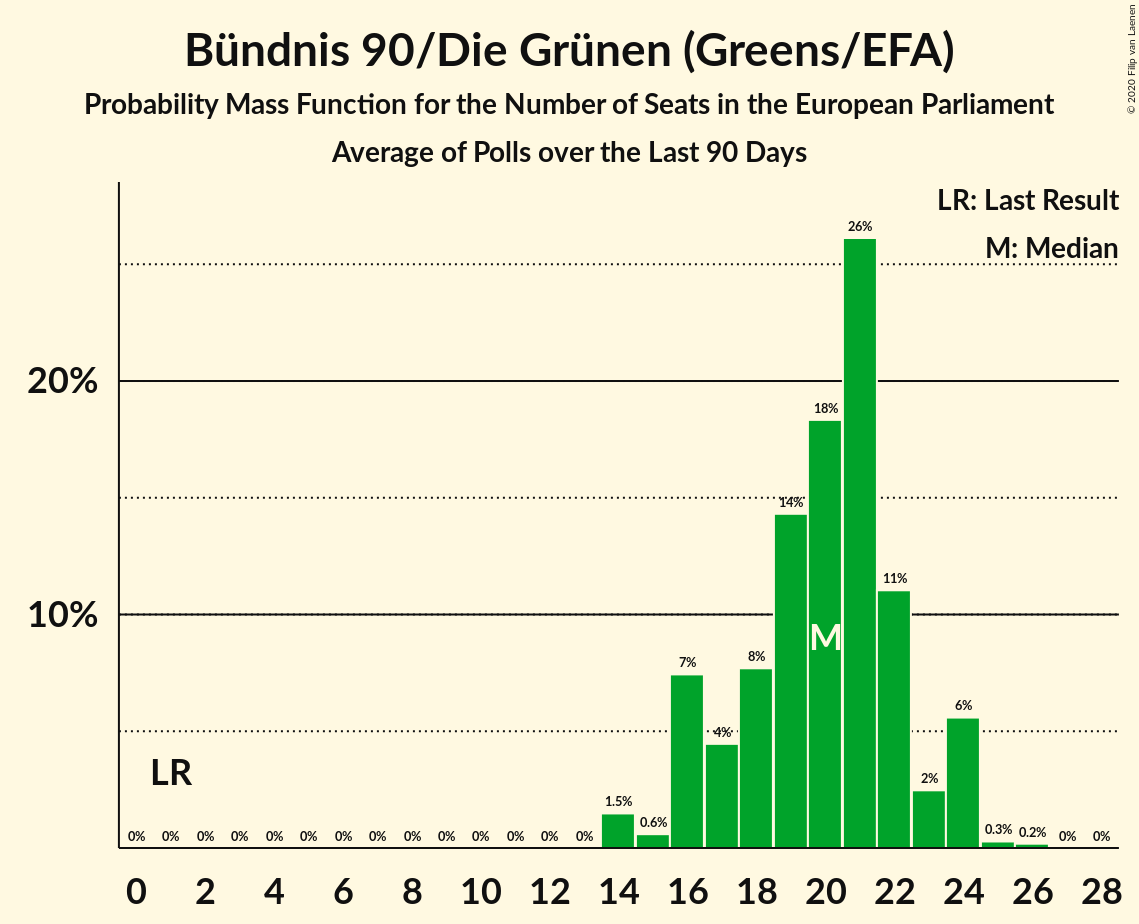 Bündnis 90/Die Grünen (Greens/EFA)
Probability Mass Function for the Number of Seats in the European Parliament
Average of Polls over the Last 90 Days
© 2020 Filip van Laenen
LR: Last Result
M: Median
26%
20%
18%
14%
11%
10%
M
7%
8%
6%
4%
LR
2%
1.5%
0.6%
0.3%
0.2%
0% 0% 0% 0% 0% 0% 0% 0% 0% 0% 0% 0% 0% 0% 0% 0%
0 2 4 6 8 10 12 14 16 18 20 22 24 26 28